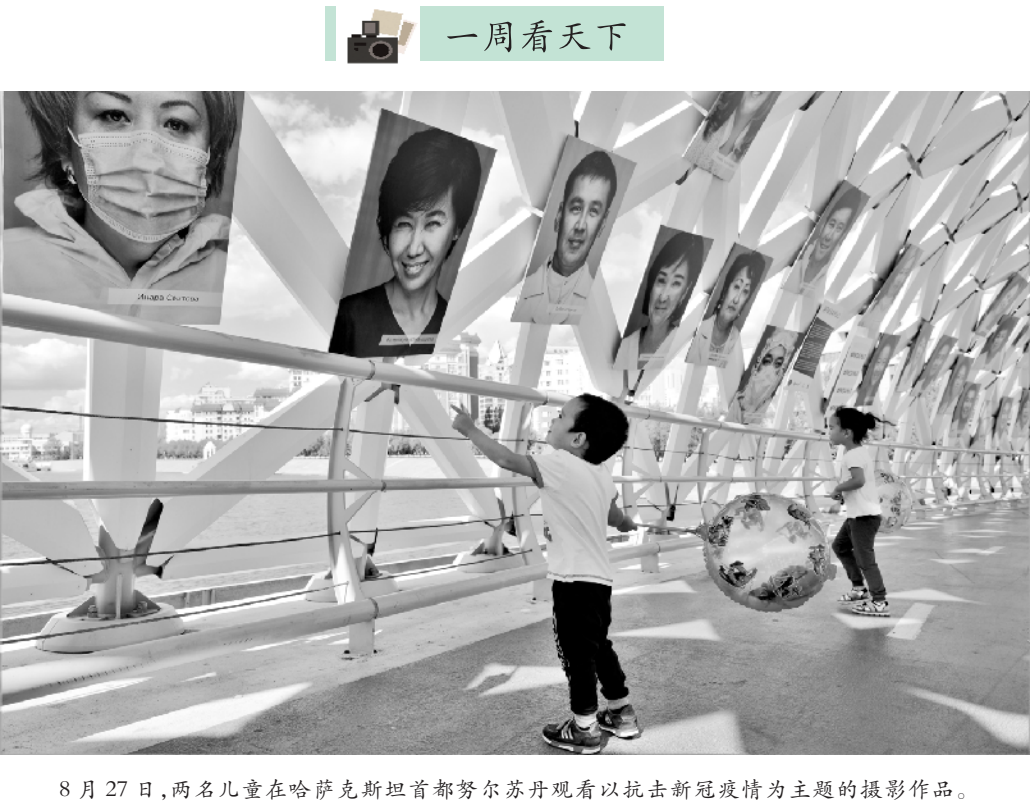 一周看天下
Инара Сеитова
8月27日,两名儿童在哈萨克斯坦首都努尔苏丹观看以抗击新冠疫情为主题的摄影作品。